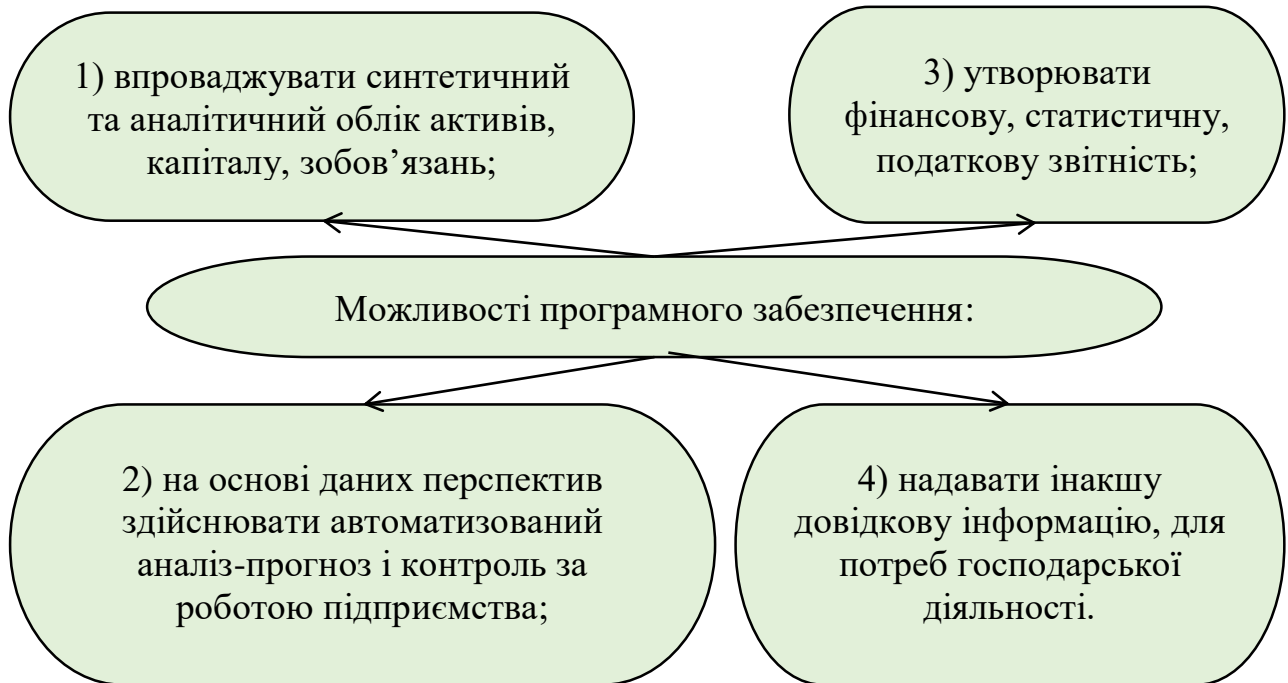 1) впроваджувати синтетичний
та аналітичний облік активів,
капіталу, зобов’язань;
3) утворювати
фінансову, статистичну,
податкову звітність;
Можливості програмного забезпечення:
2) на основі даних перспектив
здійснювати автоматизований
аналіз-прогноз і контроль за
роботою підприємства;
4) надавати інакшу
довідкову інформацію, для
потреб господарської
діяльності.